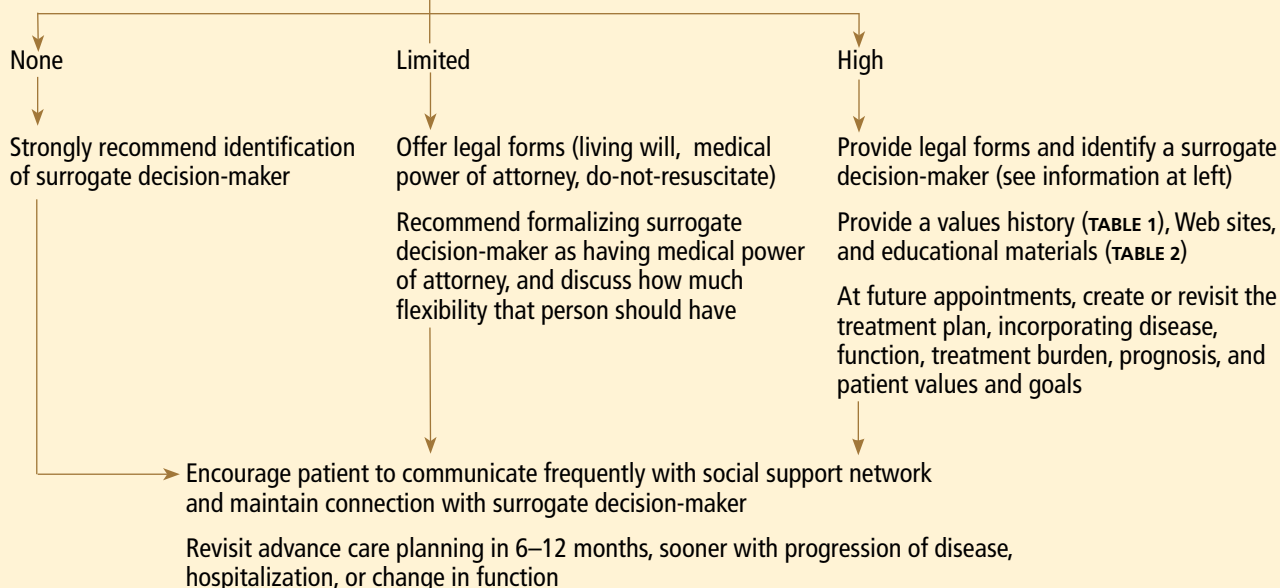 None
Strongly recommend identification
of surrogate decision-maker
Limited
Offer legal forms (living will, medical
power of attorney, do-not-resuscitate)
Recommend formalizing surrogate
decision-maker as having medical power
of attorney, and discuss how much
flexibility that person should have
High
Provide legal forms and identify a surrogate
decision-maker (see information at left)
Provide a values history (TABLE 1), Web sites,
and educational materials (TABLE 2)
At future appointments, create or revisit the
treatment plan, incorporating disease,
function, treatment burden, prognosis, and
patient values and goals
Encourage patient to communicate frequently with social support network
and maintain connection with surrogate decision-maker
Revisit advance care planning in 6–12 months, sooner with progression of disease,
hospitalization, or change in function